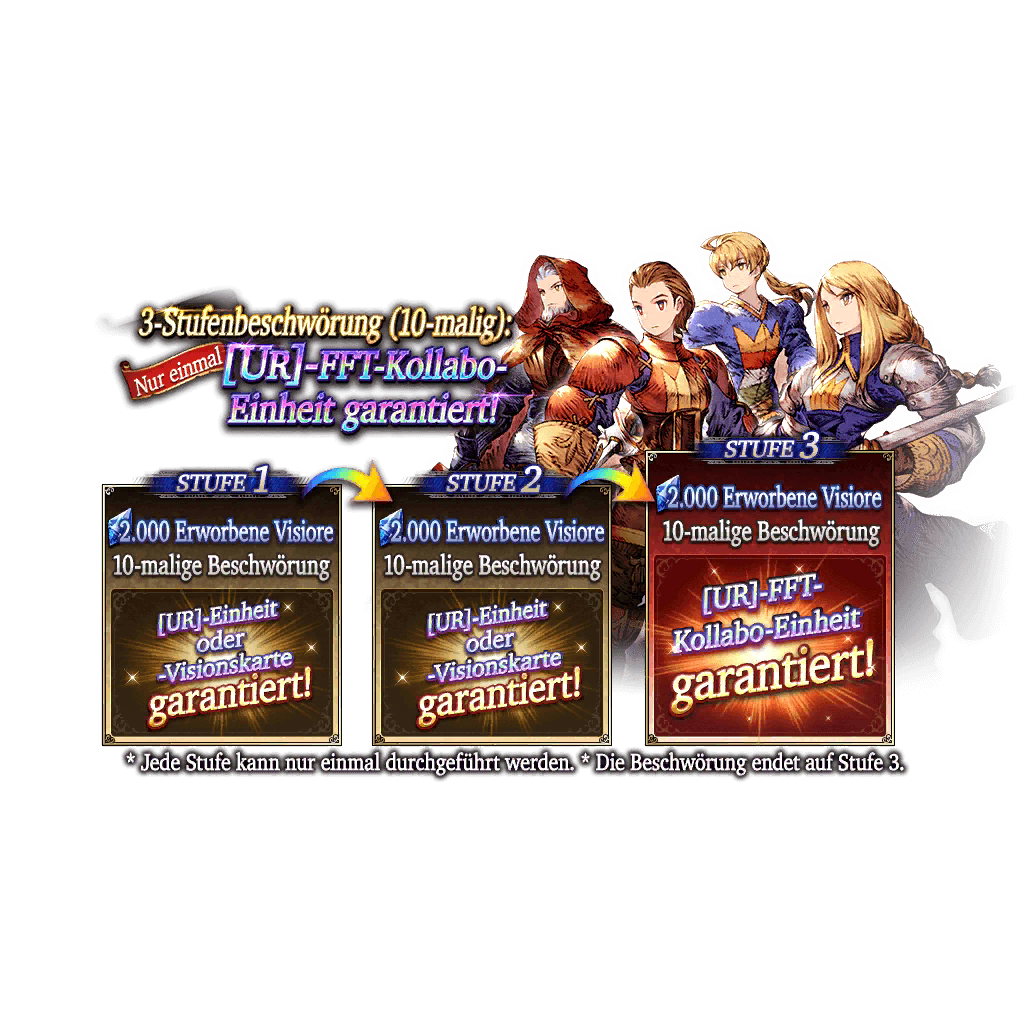 3-Stufenbeschwörung (10-malig):
Nur einmal
[UR]-FFT-Kollabo-
Einheit garantiert!
STUFE 1
2.000 Erworbene Visiore
10-malige Beschwörung
[UR]-Einheit
oder
-Visionskarte
garantiert!
STUFE 2
2.000 Erworbene Visiore
10-malige Beschwörung
[UR]-Einheit
oder
-Visionskarte
garantiert!
STUFE 3
2.000 Erworbene Visiore
10-malige Beschwörung
[UR]-FFT-
Kollabo-Einheit
garantiert!
* Jede Stufe kann nur einmal durchgeführt werden. * Die Beschwörung endet auf Stufe 3.